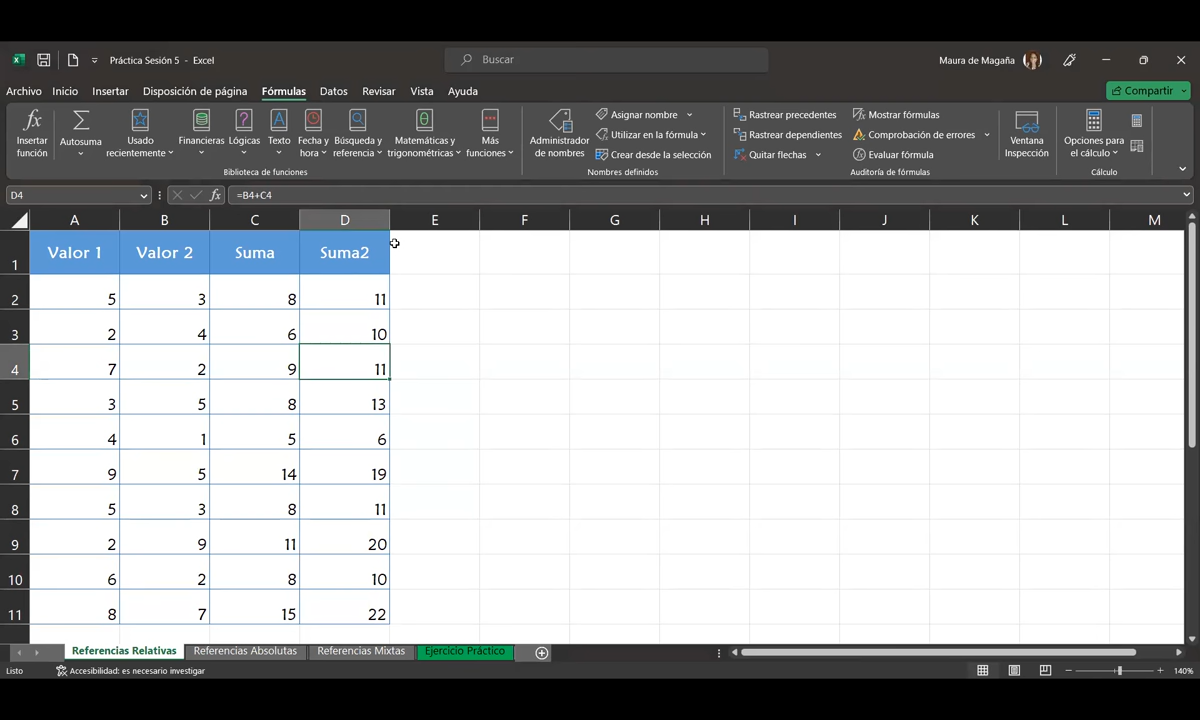 Práctica Sesión 5 - Excel
Buscar
Maura de Magaña
Archivo Inicio Insertar Disposición de página Fórmulas Datos Revisar Vista Ayuda
Compartir
Insertar función
Autosuma
Usado recientemente
Financieras
Lógicas
Texto
Fecha y hora
Búsqueda y referencia
Matemáticas y trigonométricas
Más funciones
Biblioteca de funciones
Administrador de nombres
Asignar nombre
Utilizar en la fórmula
Crear desde la selección
Nombres definidos
Rastrear precedentes
Rastrear dependientes
Quitar flechas
Mostrar fórmulas
Comprobación de errores
Evaluar fórmula
Auditoría de fórmulas
Ventana Inspección
Opciones para el cálculo
Cálculo
D4 fx =B4+C4
A B C D E F G H I J K L M
1 Valor 1 Valor 2 Suma Suma2
2 5 3 8 11
3 2 4 6 10
4 7 2 9 11
5 3 5 8 13
6 4 1 5 6
7 9 5 14 19
8 5 3 8 11
9 2 9 11 20
10 6 2 8 10
11 8 7 15 22
Referencias Relativas Referencias Absolutas Referencias Mixtas Ejercicio Práctico
Listo Accesibilidad: es necesario investigar 140%